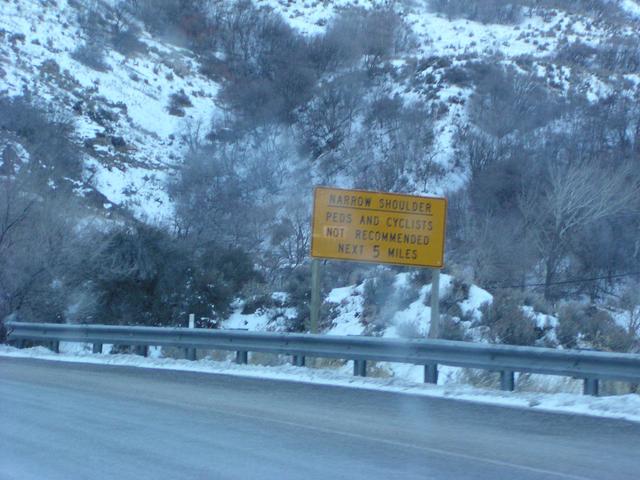 NARROW SHOULDER
PEDS AND CYCLISTS
NOT RECOMMENDED
NEXT 5 MILES